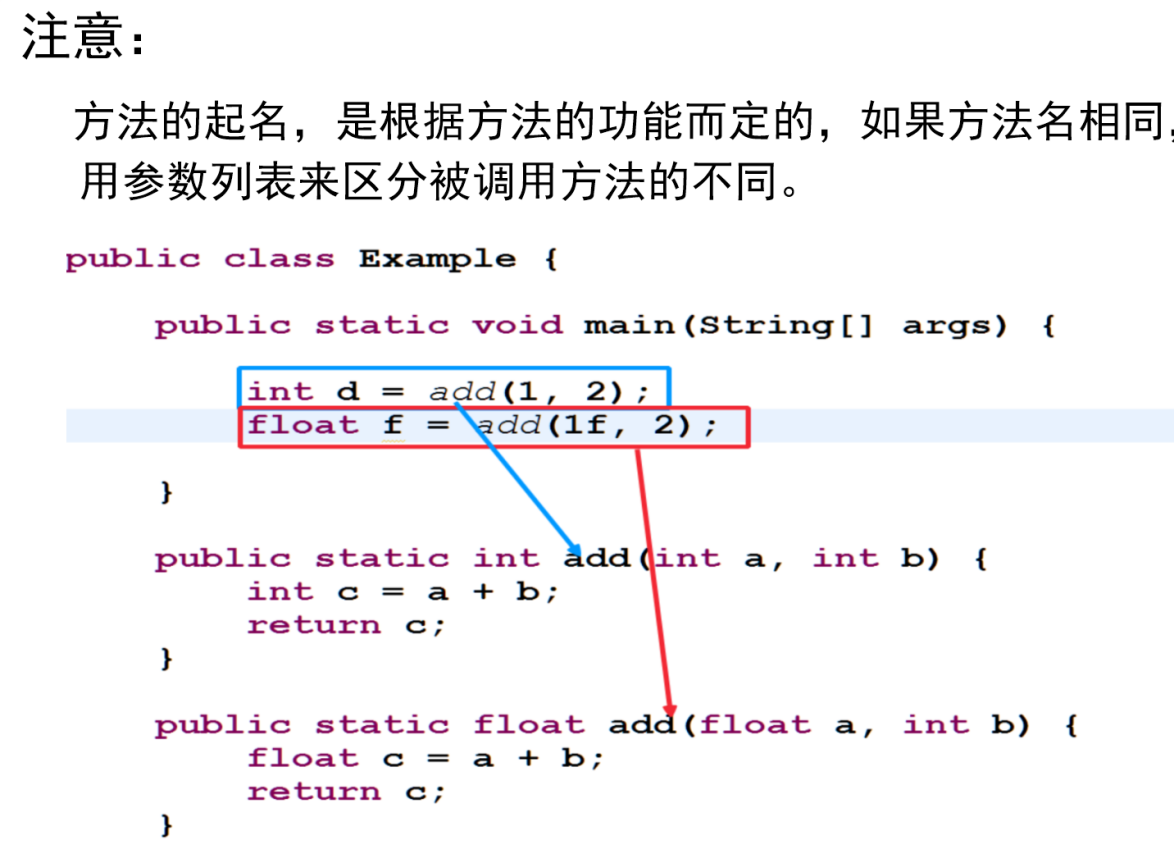 注意：
方法的起名，是根据方法的功能而定的，如果方法名相同，
用参数列表来区分被调用方法的不同。
public class Example {
public static void main(String[] args) {
int d = add(1, 2);
float f = add(1f, 2);
}
public static int add(int a, int b) {
int c = a + b;
return c;
}
public static float add(float a, int b) {
float c = a + b;
return c;
}